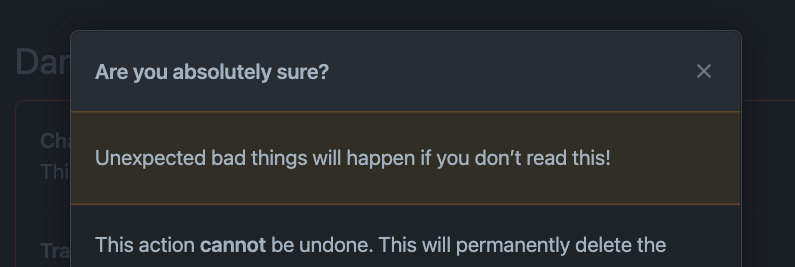 Dan
Are you absolutely sure?
Cha
Unexpected bad things will happen if you don’t read this!
Thi
This action cannot be undone. This will permanently delete the
Tra